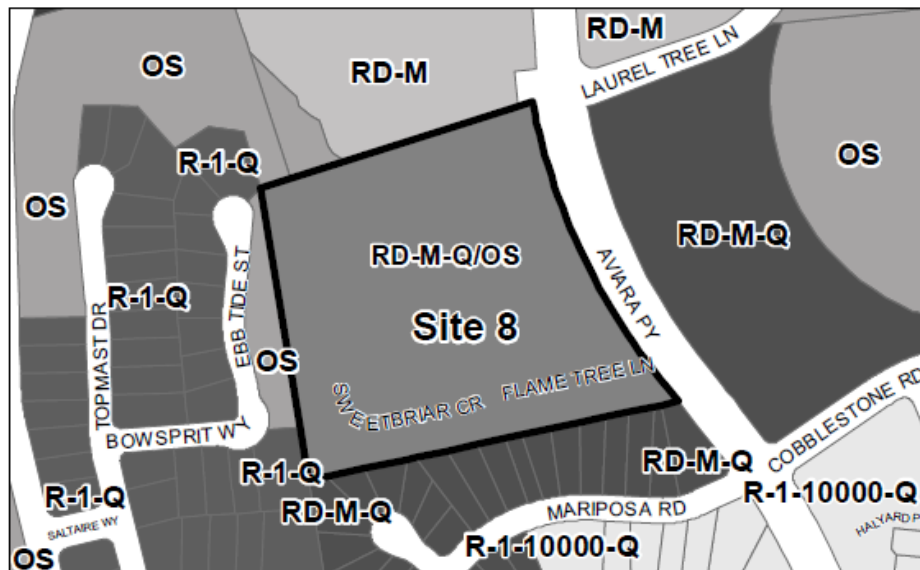 RD-M
LAUREL TREE LN
OS
RD-M
R-1-Q
OS
OS
RD-M-Q
RD-M-Q/OS
AVIARA PY
EBB TIDE ST
R-1-Q
TOPMAST DR
Site 8
OS
SWEETBRIAR CR
FLAME TREE LN
BOWSPRIT WY
COBBLESTONE RD
R-1-Q
RD-M-Q
R-1-Q
R-1-10000-Q
RD-M-Q
MARIPOSA RD
SALTAIRE WY
R-1-10000-Q
OS